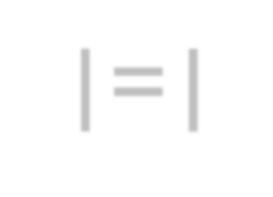 | = |